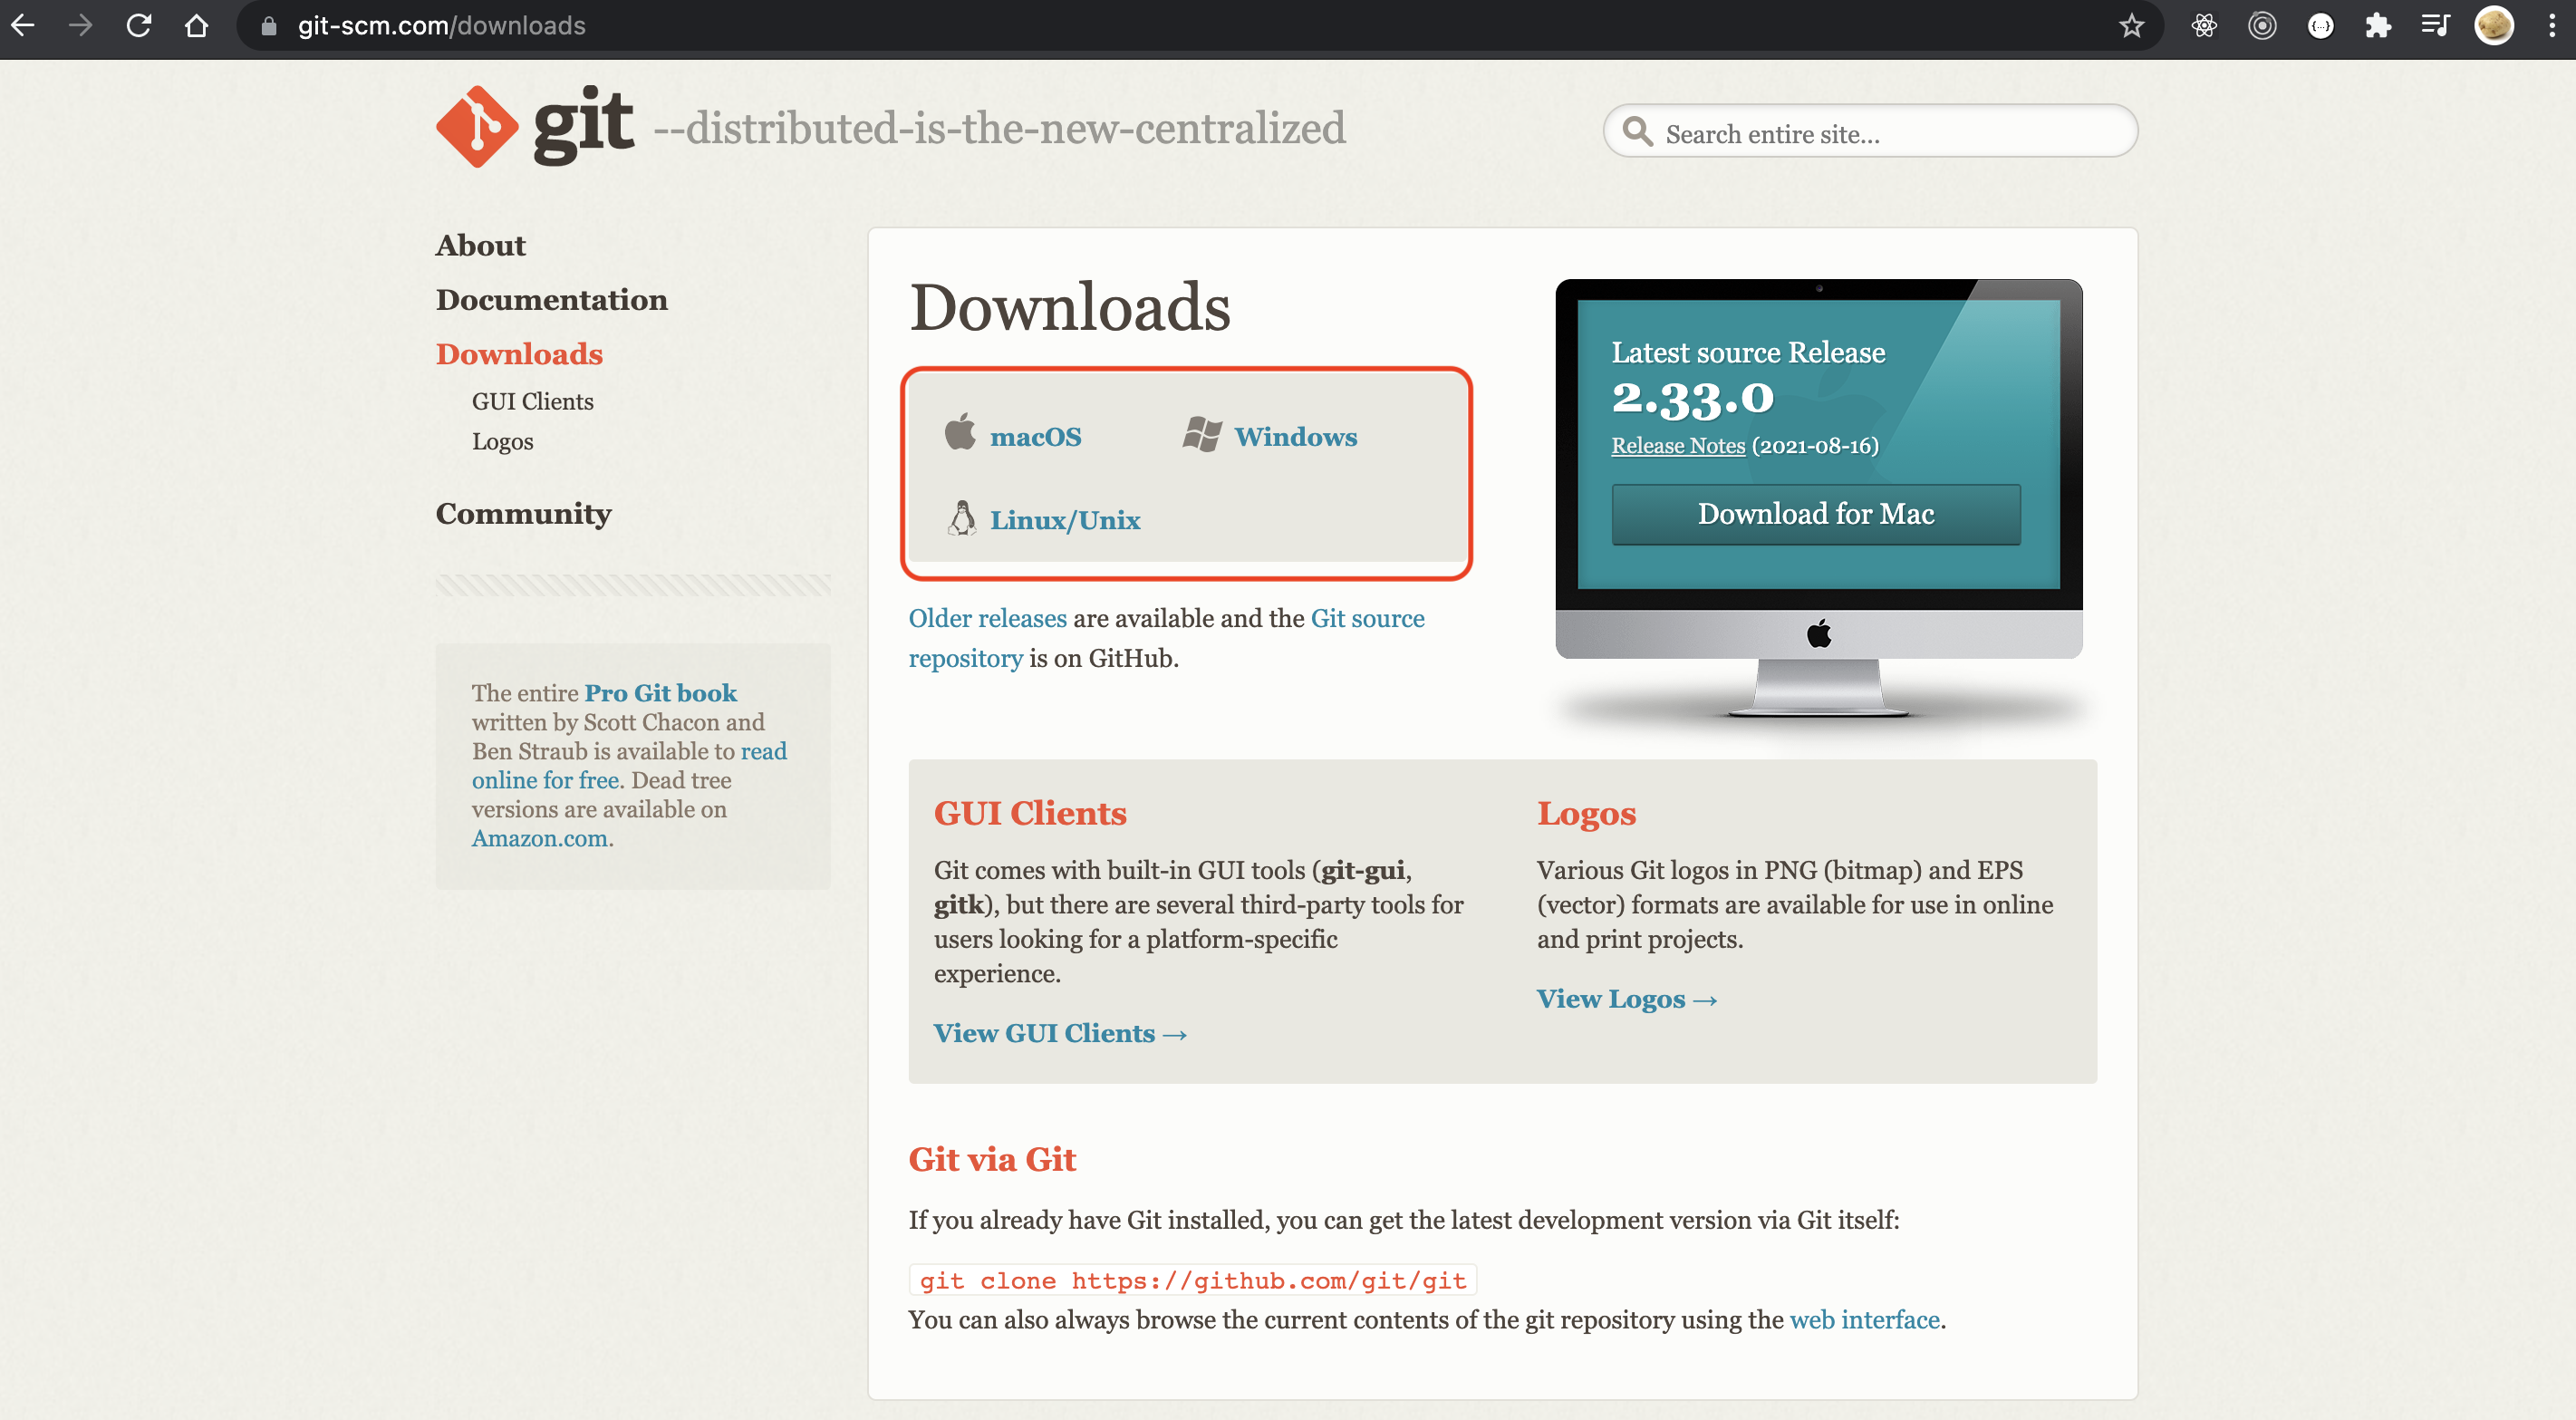 git-scm.com/downloads
git --distributed-is-the-new-centralized
Search entire site...
About
Documentation
Downloads
GUI Clients
Logos
Community
The entire Pro Git book
written by Scott Chacon and
Ben Straub is available to read
online for free. Dead tree
versions are available on
Amazon.com.
Downloads
macOS
Windows
Linux/Unix
Older releases are available and the Git source
repository is on GitHub.
Latest source Release
2.33.0
Release Notes (2021-08-16)
Download for Mac
GUI Clients
Git comes with built-in GUI tools (git-gui,
gitk), but there are several third-party tools for
users looking for a platform-specific
experience.
View GUI Clients →
Logos
Various Git logos in PNG (bitmap) and EPS
(vector) formats are available for use in online
and print projects.
View Logos →
Git via Git
If you already have Git installed, you can get the latest development version via Git itself:
git clone https://github.com/git/git
You can also always browse the current contents of the git repository using the web interface.